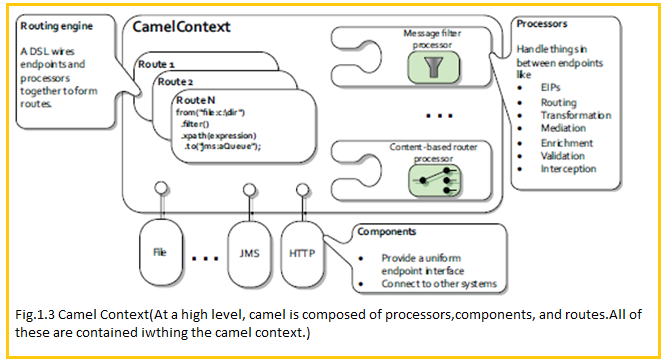 Routing engine
A DSL wires
endpoints and
processors
together to form
routes.
CamelContext
Route 1
Route 2
Route N
from("file:c:\dir")
.filter()
.xpath(expression)
.to("jms:aQueue");
Message filter
processor
...
Content-based router
processor
Processors
Handle things in
between endpoints
like
• EIPs
• Routing
• Transformation
• Mediation
• Enrichment
• Validation
• Interception
File
...
JMS
HTTP
Components
• Provide a uniform
endpoint interface
• Connect to other systems
Fig.1.3 Camel Context(At a high level, camel is composed of processors,components, and routes.All of
these are contained iwthing the camel context.)